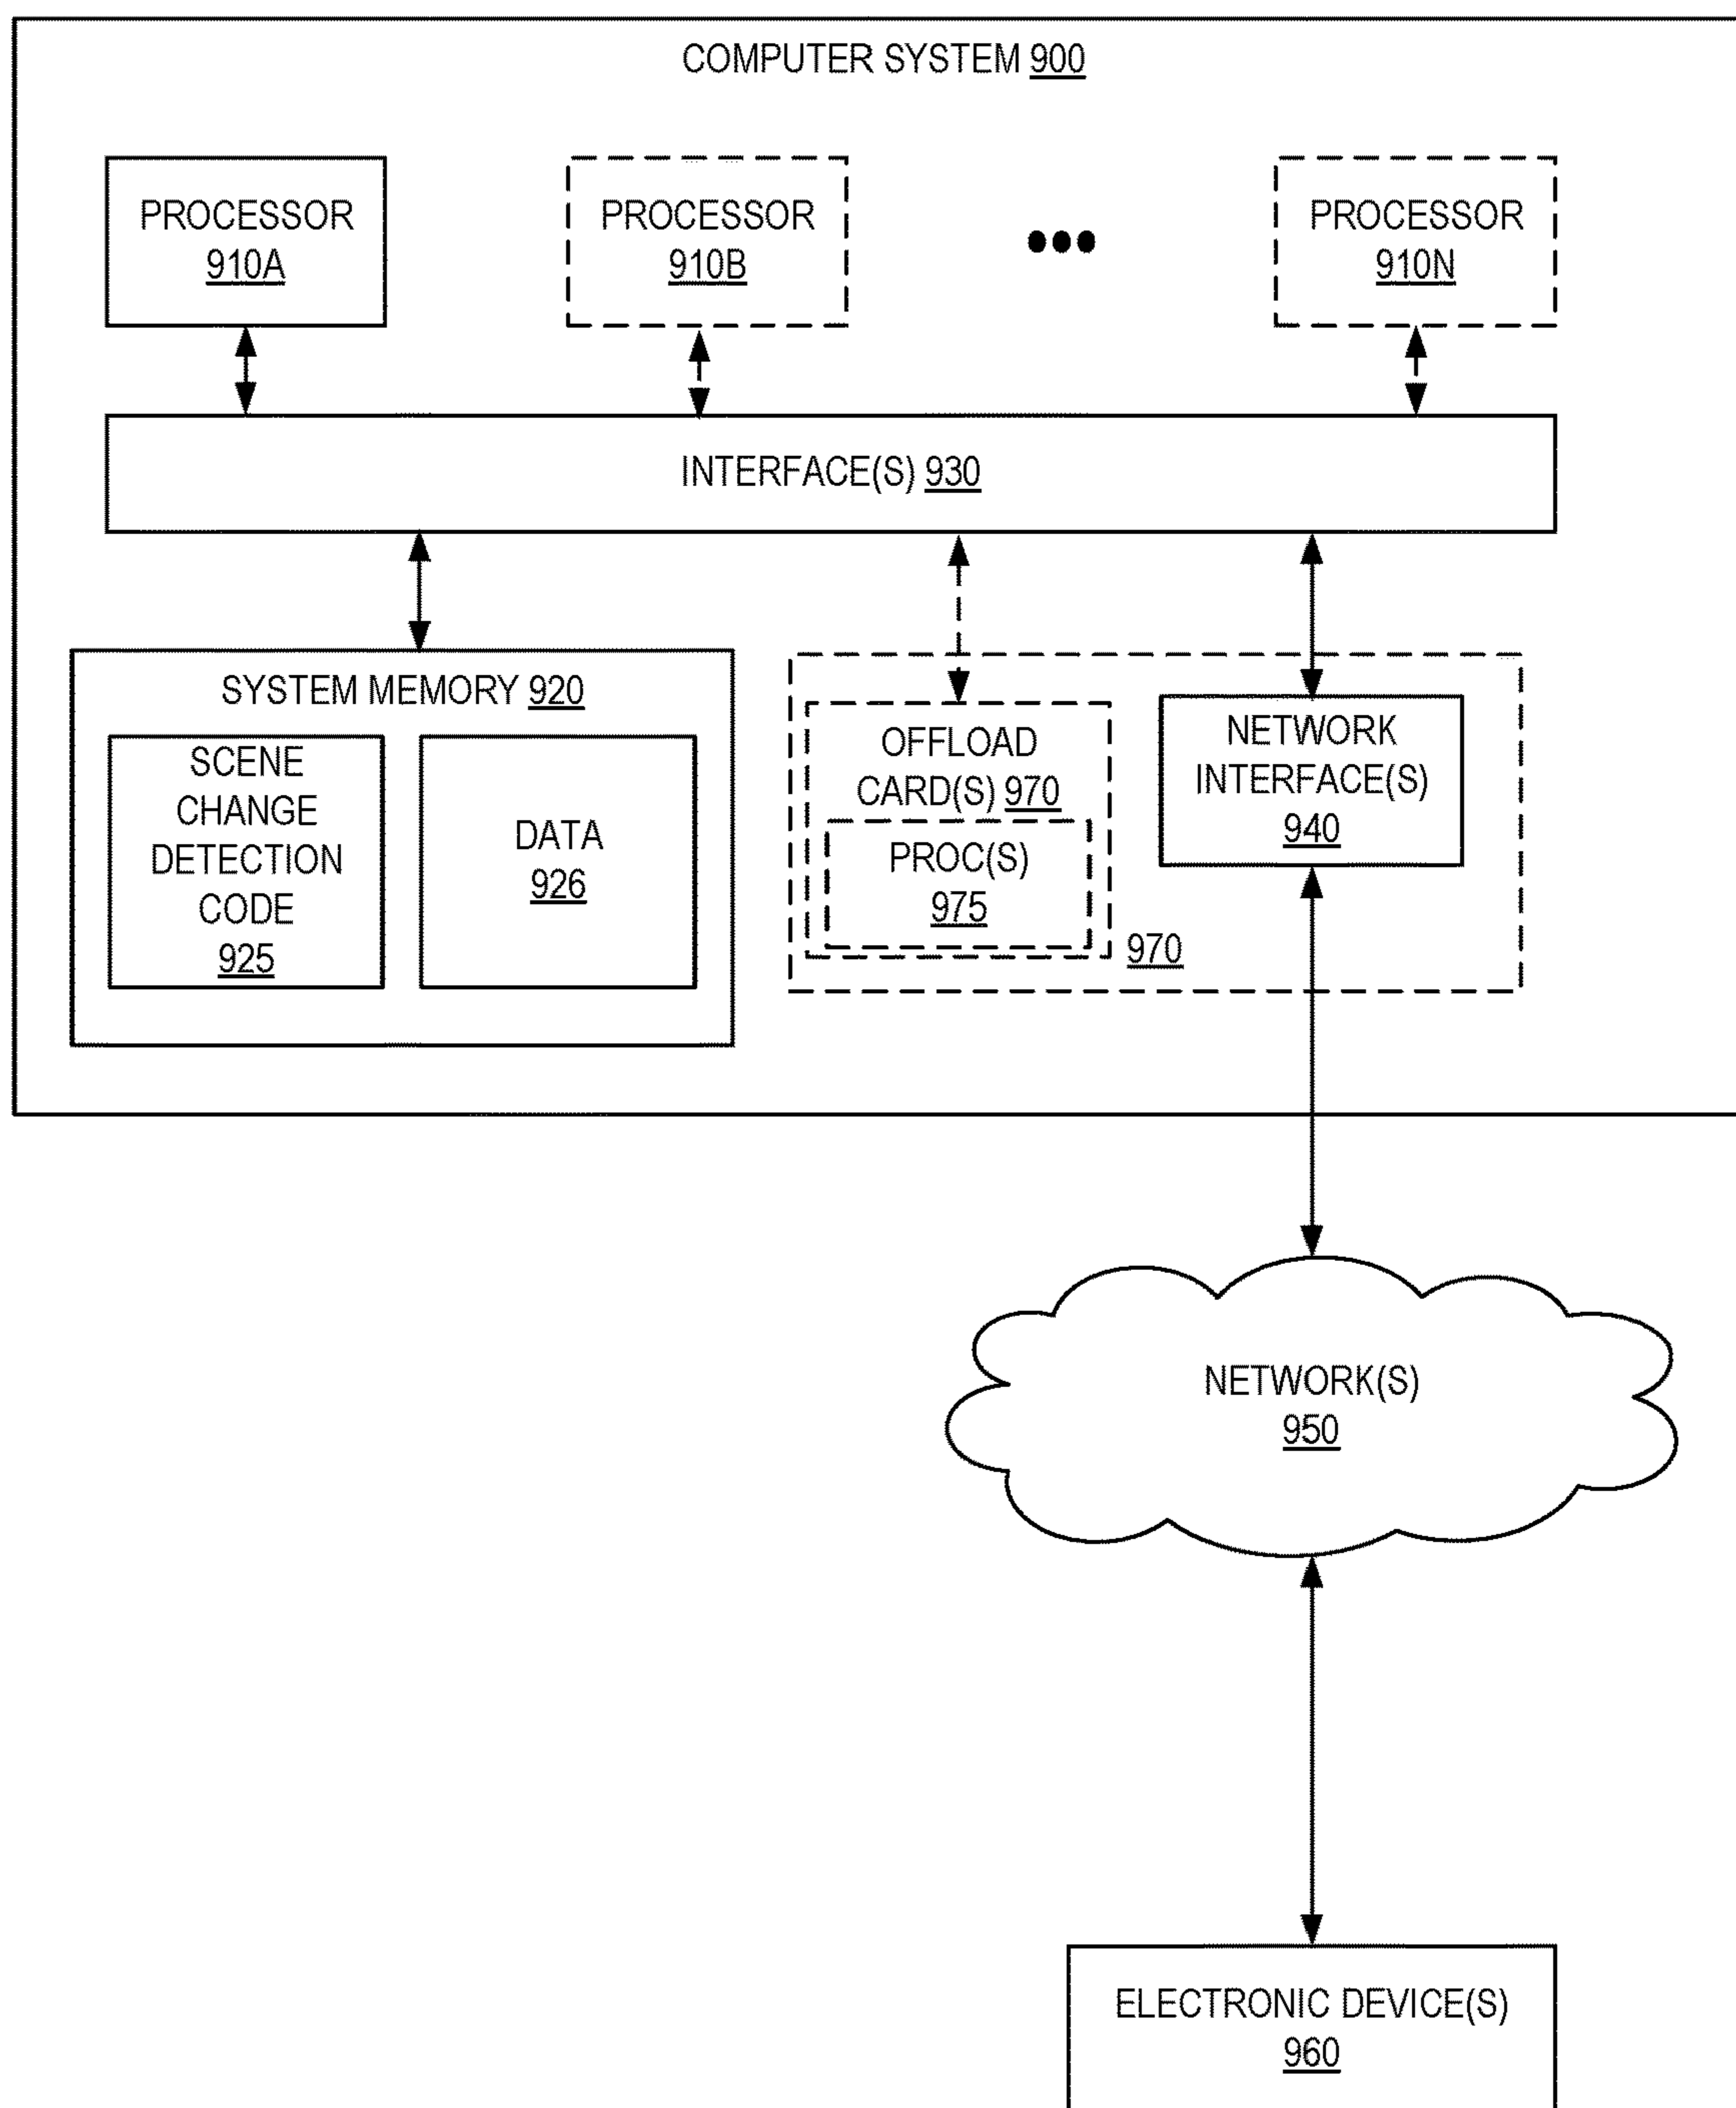 COMPUTER SYSTEM 900
PROCESSOR
910A
PROCESSOR
910B
PROCESSOR
910N
INTERFACE(S) 930
SYSTEM MEMORY 920
SCENE
CHANGE
DETECTION
CODE
925
DATA
926
OFFLOAD
CARD(S) 970
PROC(S)
975
970
NETWORK
INTERFACE(S)
940
NETWORK(S)
950
ELECTRONIC DEVICE(S)
960